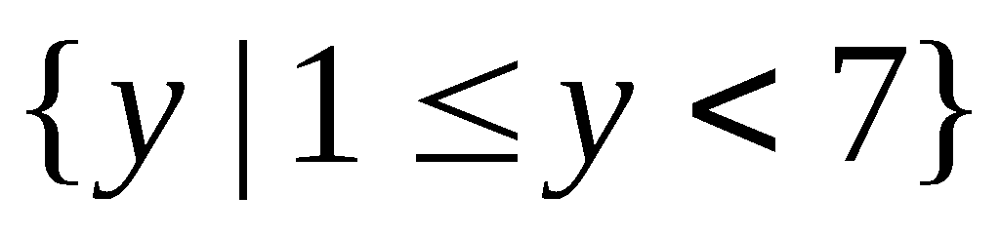 {y | 1 ≤ y < 7}